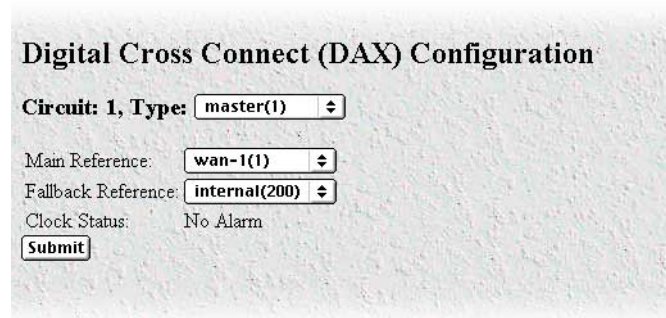 Digital Cross Connect (DAX) Configuration
Circuit: 1, Type: master(1)
Main Reference: wan-1(1)
Fallback Reference: internal(200)
Clock Status: No Alarm
Submit